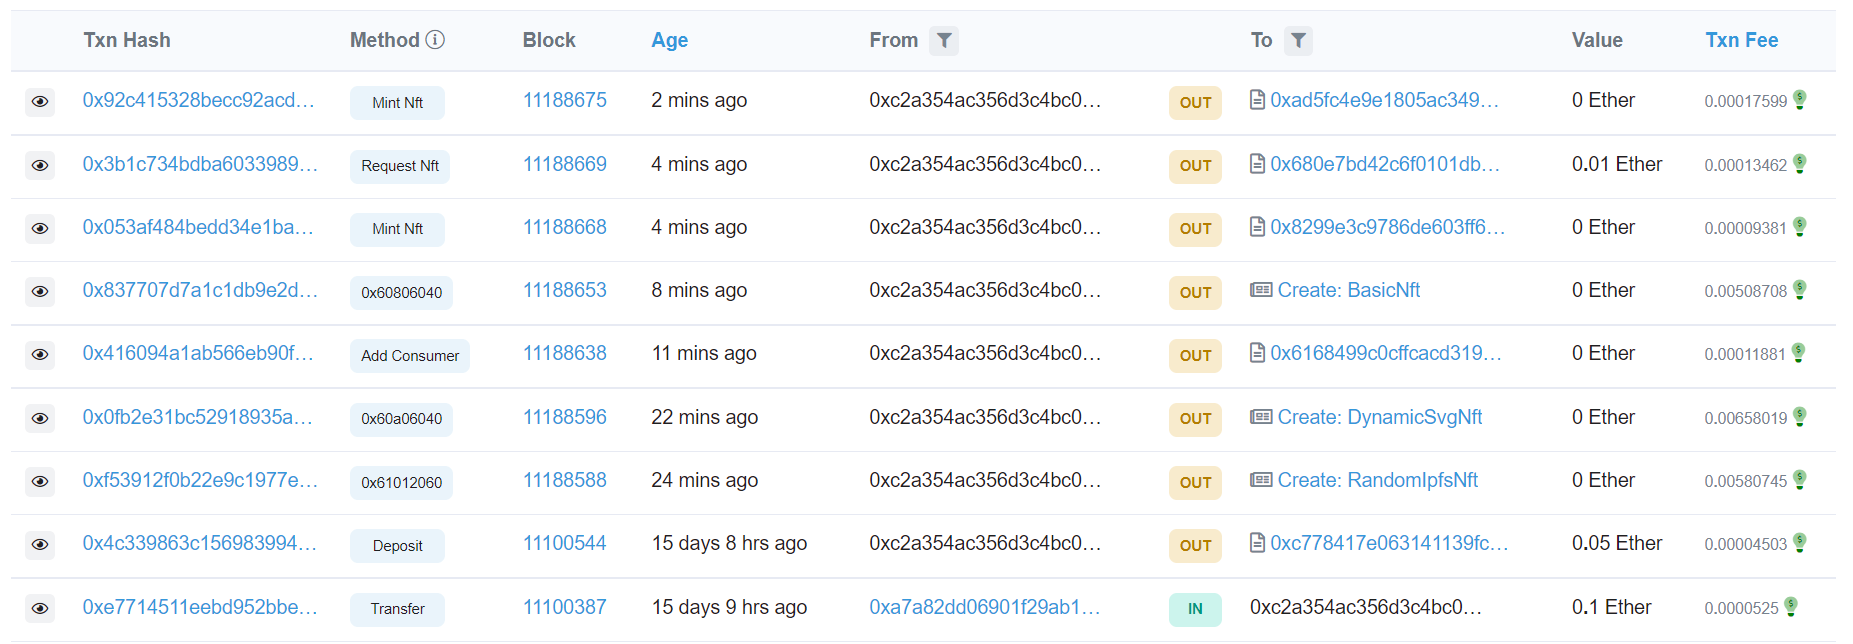 Txn Hash Method Block Age From To Value Txn Fee
0x92c415328becc92acd... Mint Nft 11188675 2 mins ago 0xc2a354ac356d3c4bc0... OUT 0xad5fc4e9e1805ac349... 0 Ether 0.00017599
0x3b1c734bdba6033989... Request Nft 11188669 4 mins ago 0xc2a354ac356d3c4bc0... OUT 0x680e7bd42c6f0101db... 0.01 Ether 0.00013462
0x053af484bedd34e1ba... Mint Nft 11188668 4 mins ago 0xc2a354ac356d3c4bc0... OUT 0x8299e3c9786de603ff6... 0 Ether 0.00009381
0x837707d7a1c1db9e2d... 0x60806040 11188653 8 mins ago 0xc2a354ac356d3c4bc0... OUT Create: BasicNft 0 Ether 0.00508708
0x416094a1ab566eb90f... Add Consumer 11188638 11 mins ago 0xc2a354ac356d3c4bc0... OUT 0x6168499c0cffcacd319... 0 Ether 0.00011881
0x0fb2e31bc52918935a... 0x60a06040 11188596 22 mins ago 0xc2a354ac356d3c4bc0... OUT Create: DynamicSvgNft 0 Ether 0.00658019
0xf53912f0b22e9c1977e... 0x61012060 11188588 24 mins ago 0xc2a354ac356d3c4bc0... OUT Create: RandomIpfsNft 0 Ether 0.00580745
0x4c339863c156983994... Deposit 11100544 15 days 8 hrs ago 0xc2a354ac356d3c4bc0... OUT 0xc778417e063141139fc... 0.05 Ether 0.00004503
0xe7714511eebd952bbe... Transfer 11100387 15 days 9 hrs ago 0xa7a82dd06901f29ab1... IN 0xc2a354ac356d3c4bc0... 0.1 Ether 0.0000525